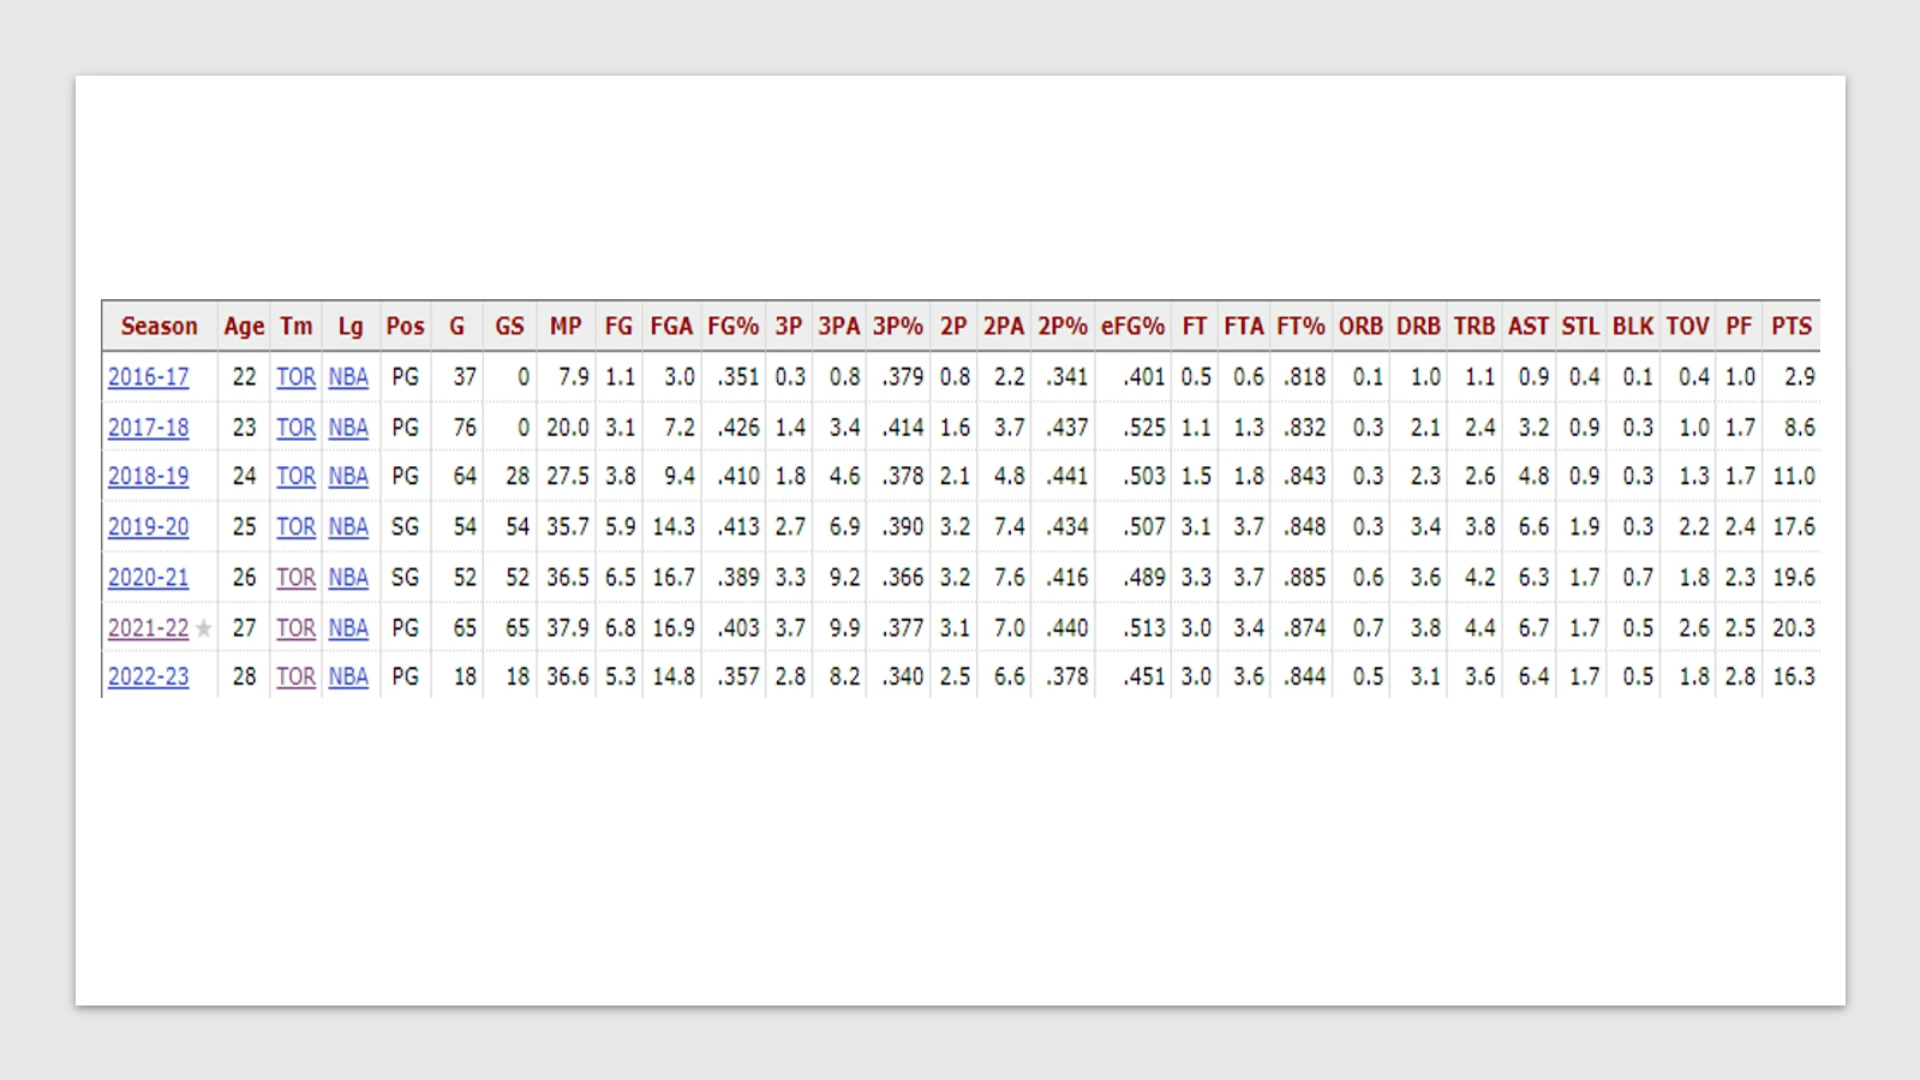 Season Age Tm Lg Pos G GS MP FG FGA FG% 3P 3PA 3P% 2P 2PA 2P% eFG% FT FTA FT% ORB DRB TRB AST STL BLK TOV PF PTS
2016-17 22 TOR NBA PG 37 0 7.9 1.1 3.0 .351 0.3 0.8 .379 0.8 2.2 .341 .401 0.5 0.6 .818 0.1 1.0 1.1 0.9 0.4 0.1 0.4 1.0 2.9
2017-18 23 TOR NBA PG 76 0 20.0 3.1 7.2 .426 1.4 3.4 .414 1.6 3.7 .437 .525 1.1 1.3 .832 0.3 2.1 2.4 3.2 0.9 0.3 1.0 1.7 8.6
2018-19 24 TOR NBA PG 64 28 27.5 3.8 9.4 .410 1.8 4.6 .378 2.1 4.8 .441 .503 1.5 1.8 .843 0.3 2.3 2.6 4.8 0.9 0.3 1.3 1.7 11.0
2019-20 25 TOR NBA SG 54 54 35.7 5.9 14.3 .413 2.7 6.9 .390 3.2 7.4 .434 .507 3.1 3.7 .848 0.3 3.4 3.8 6.6 1.9 0.3 2.2 2.4 17.6
2020-21 26 TOR NBA SG 52 52 36.5 6.5 16.7 .389 3.3 9.2 .366 3.2 7.6 .416 .489 3.3 3.7 .885 0.6 3.6 4.2 6.3 1.7 0.7 1.8 2.3 19.6
2021-22 ★ 27 TOR NBA PG 65 65 37.9 6.8 16.9 .403 3.7 9.9 .377 3.1 7.0 .440 .513 3.0 3.4 .874 0.7 3.8 4.4 6.7 1.7 0.5 2.6 2.5 20.3
2022-23 28 TOR NBA PG 18 18 36.6 5.3 14.8 .357 2.8 8.2 .340 2.5 6.6 .378 .451 3.0 3.6 .844 0.5 3.1 3.6 6.4 1.7 0.5 1.8 2.8 16.3